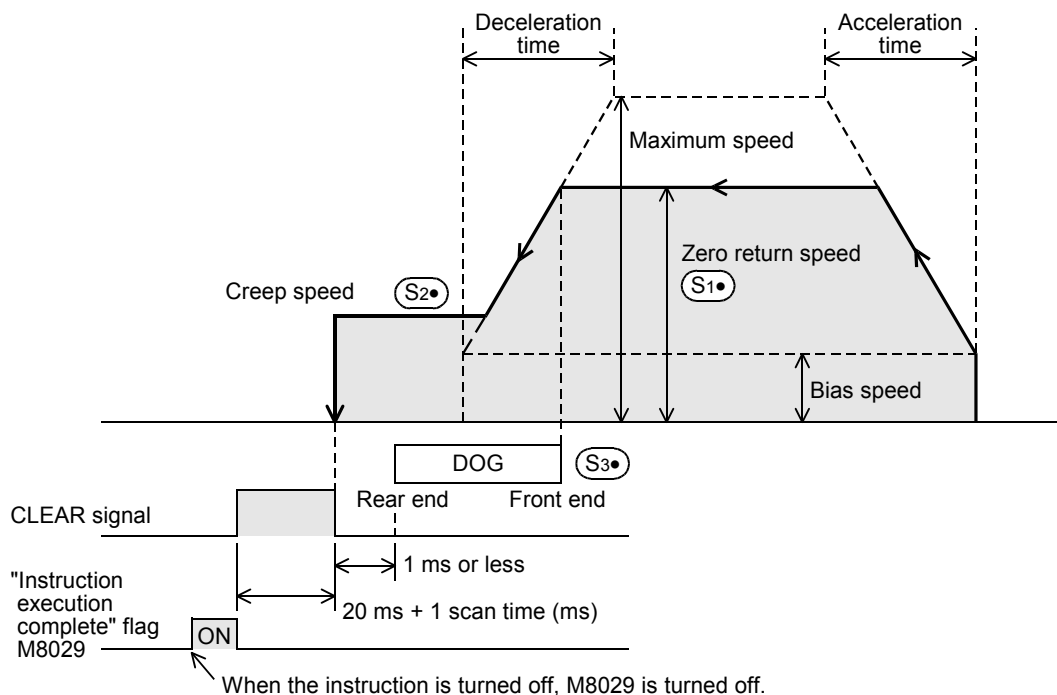 Deceleration
time
Acceleration
time
Maximum speed
Zero return speed
S1•
Creep speed
S2•
Bias speed
DOG
S3•
Rear end
Front end
CLEAR signal
1 ms or less
20 ms + 1 scan time (ms)
"Instruction
execution
complete" flag
M8029
ON
When the instruction is turned off, M8029 is turned off.